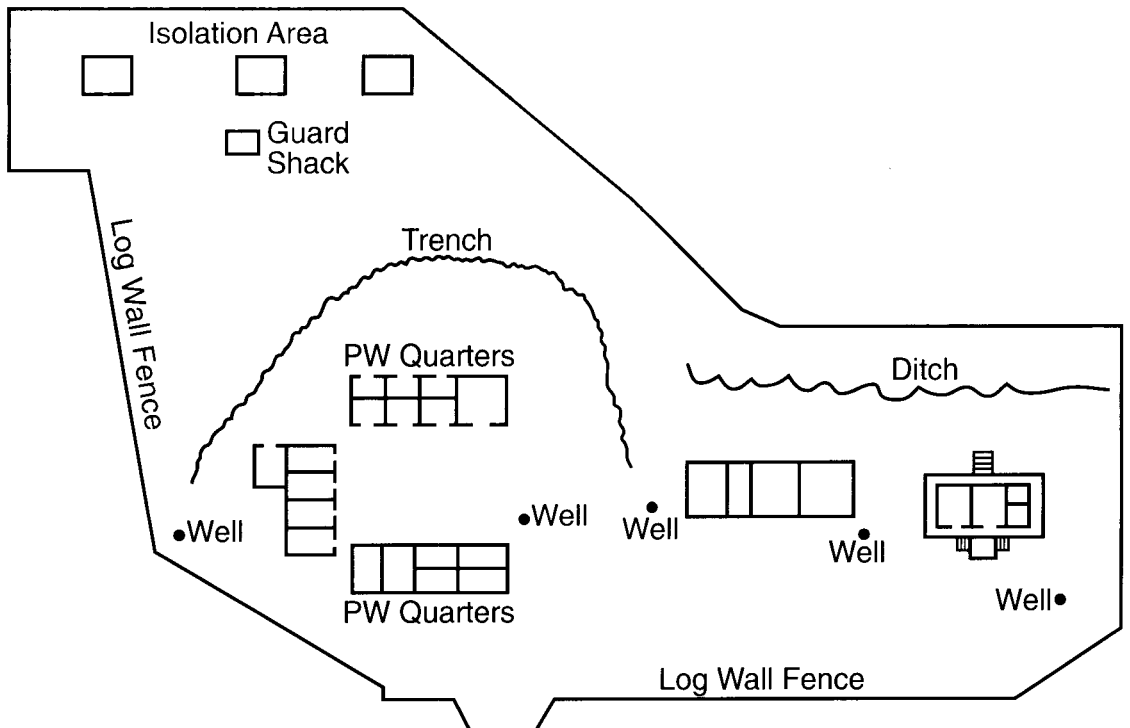 Isolation Area
Guard
Shack
Log Wall Fence
Trench
PW Quarters
Ditch
Well
Well
Well
Well
Well
PW Quarters
Log Wall Fence